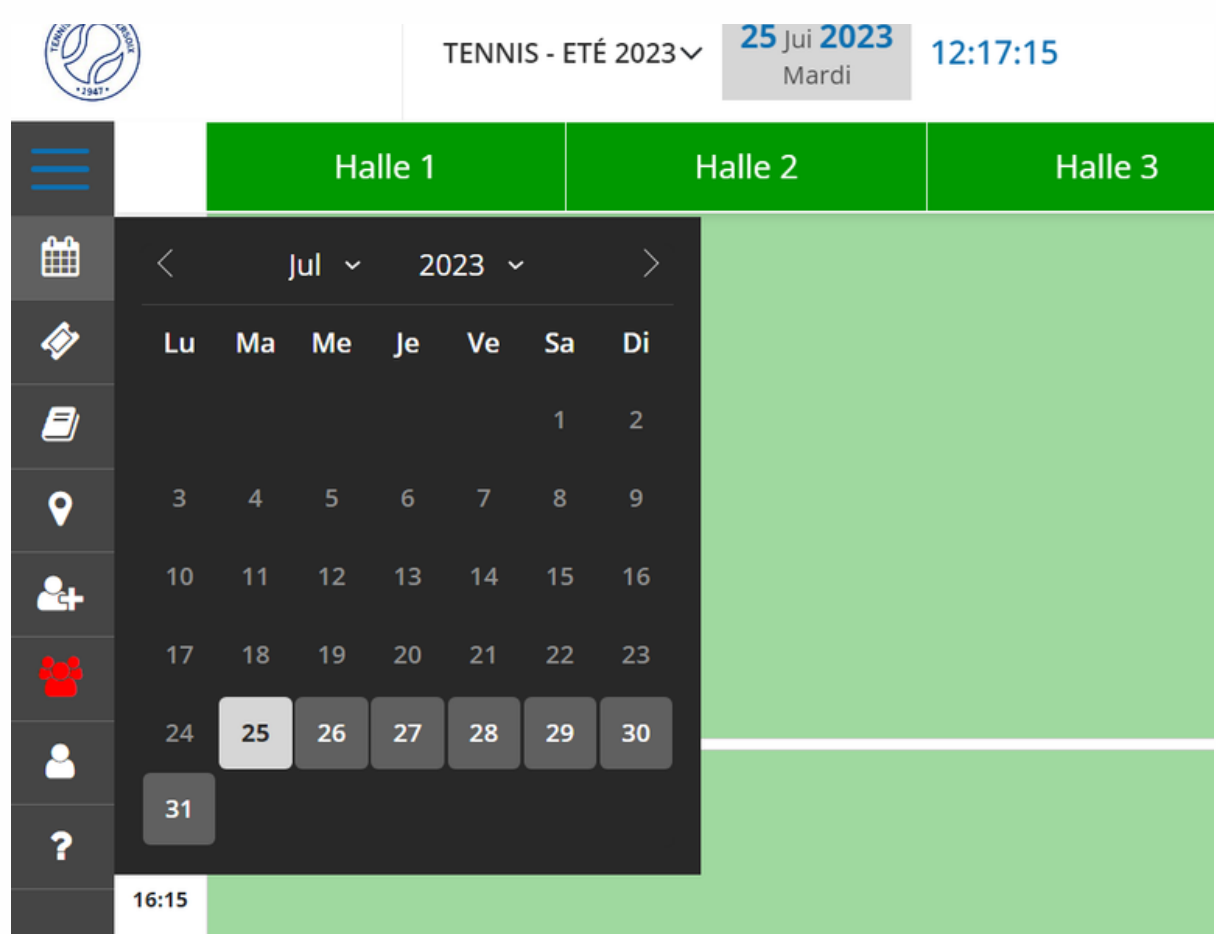 TENNIS
ERSOIX
•1947•
TENNIS - ETÉ 2023
25 Jui 2023
Mardi
12:17:15
Halle 1 Halle 2 Halle 3
Jul 2023
Lu Ma Me Je Ve Sa Di
1 2
3 4 5 6 7 8 9
10 11 12 13 14 15 16
17 18 19 20 21 22 23
24 25 26 27 28 29 30
31
?
16:15